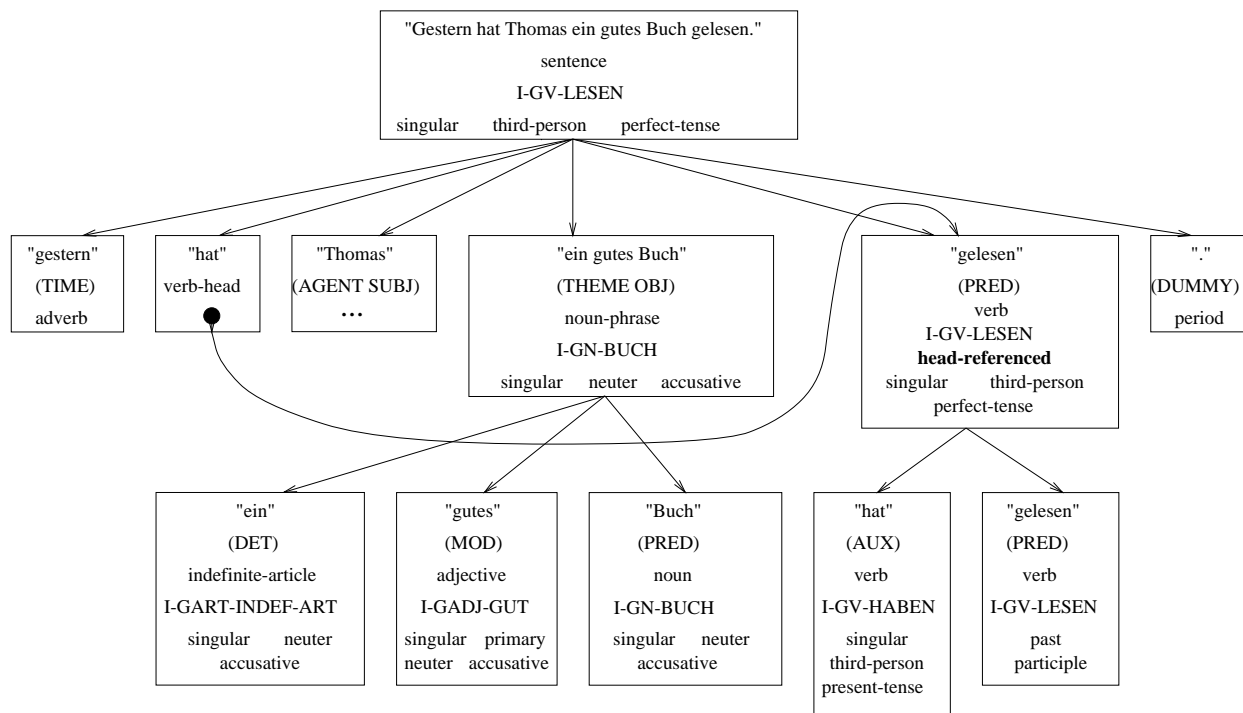 "Gestern hat Thomas ein gutes Buch gelesen."
sentence
I-GV-LESEN
singular third-person perfect-tense
"gestern"
(TIME)
adverb
"hat"
verb-head
"Thomas"
(AGENT SUBJ)
...
"ein gutes Buch"
(THEME OBJ)
noun-phrase
I-GN-BUCH
singular neuter accusative
"gelesen"
(PRED)
verb
I-GV-LESEN
head-referenced
singular third-person
perfect-tense
"."
(DUMMY)
period
"ein"
(DET)
indefinite-article
I-GART-INDEF-ART
singular neuter
accusative
"gutes"
(MOD)
adjective
I-GADJ-GUT
singular primary
neuter accusative
"Buch"
(PRED)
noun
I-GN-BUCH
singular neuter
accusative
"hat"
(AUX)
verb
I-GV-HABEN
singular
third-person
present-tense
"gelesen"
(PRED)
verb
I-GV-LESEN
past
participle